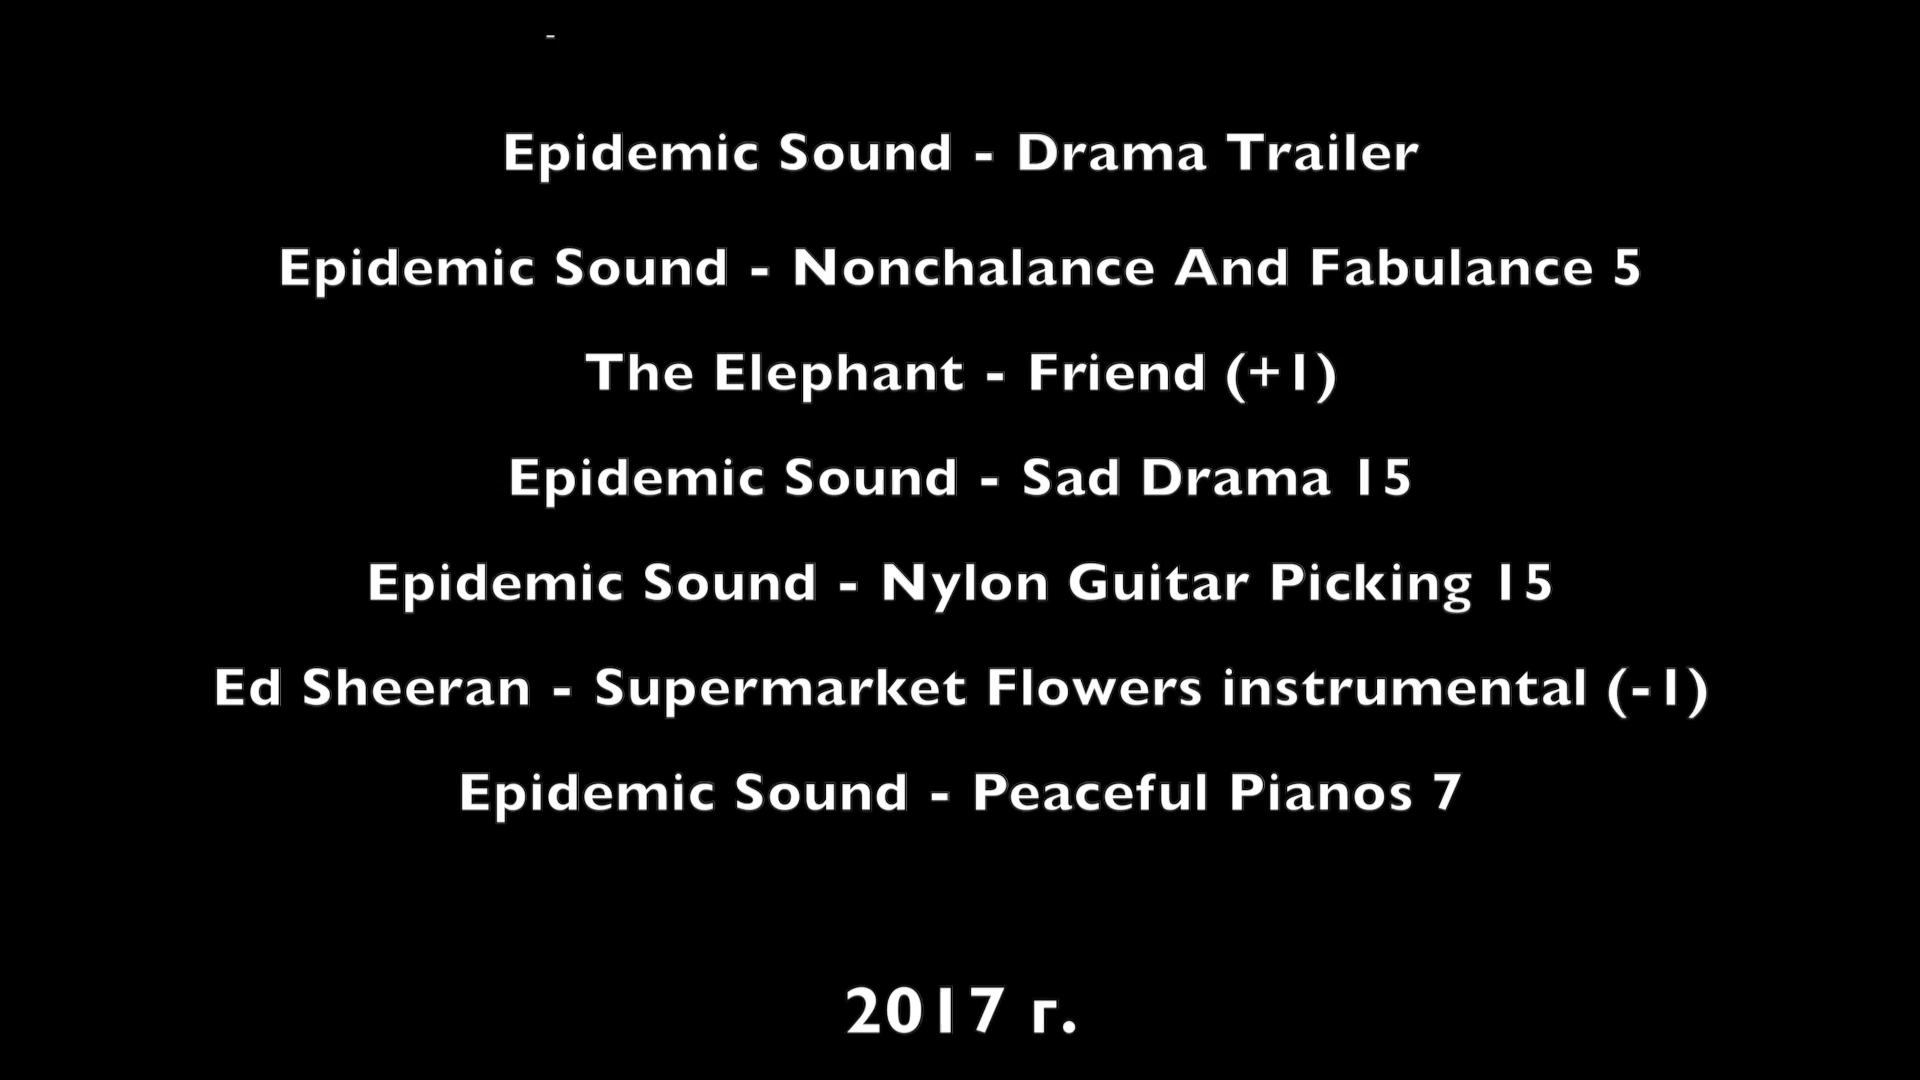 -
Epidemic Sound - Drama Trailer
Epidemic Sound - Nonchalance And Fabulance 5
The Elephant - Friend (+1)
Epidemic Sound - Sad Drama 15
Epidemic Sound - Nylon Guitar Picking 15
Ed Sheeran - Supermarket Flowers instrumental (-1)
Epidemic Sound - Peaceful Pianos 7
2017 г.